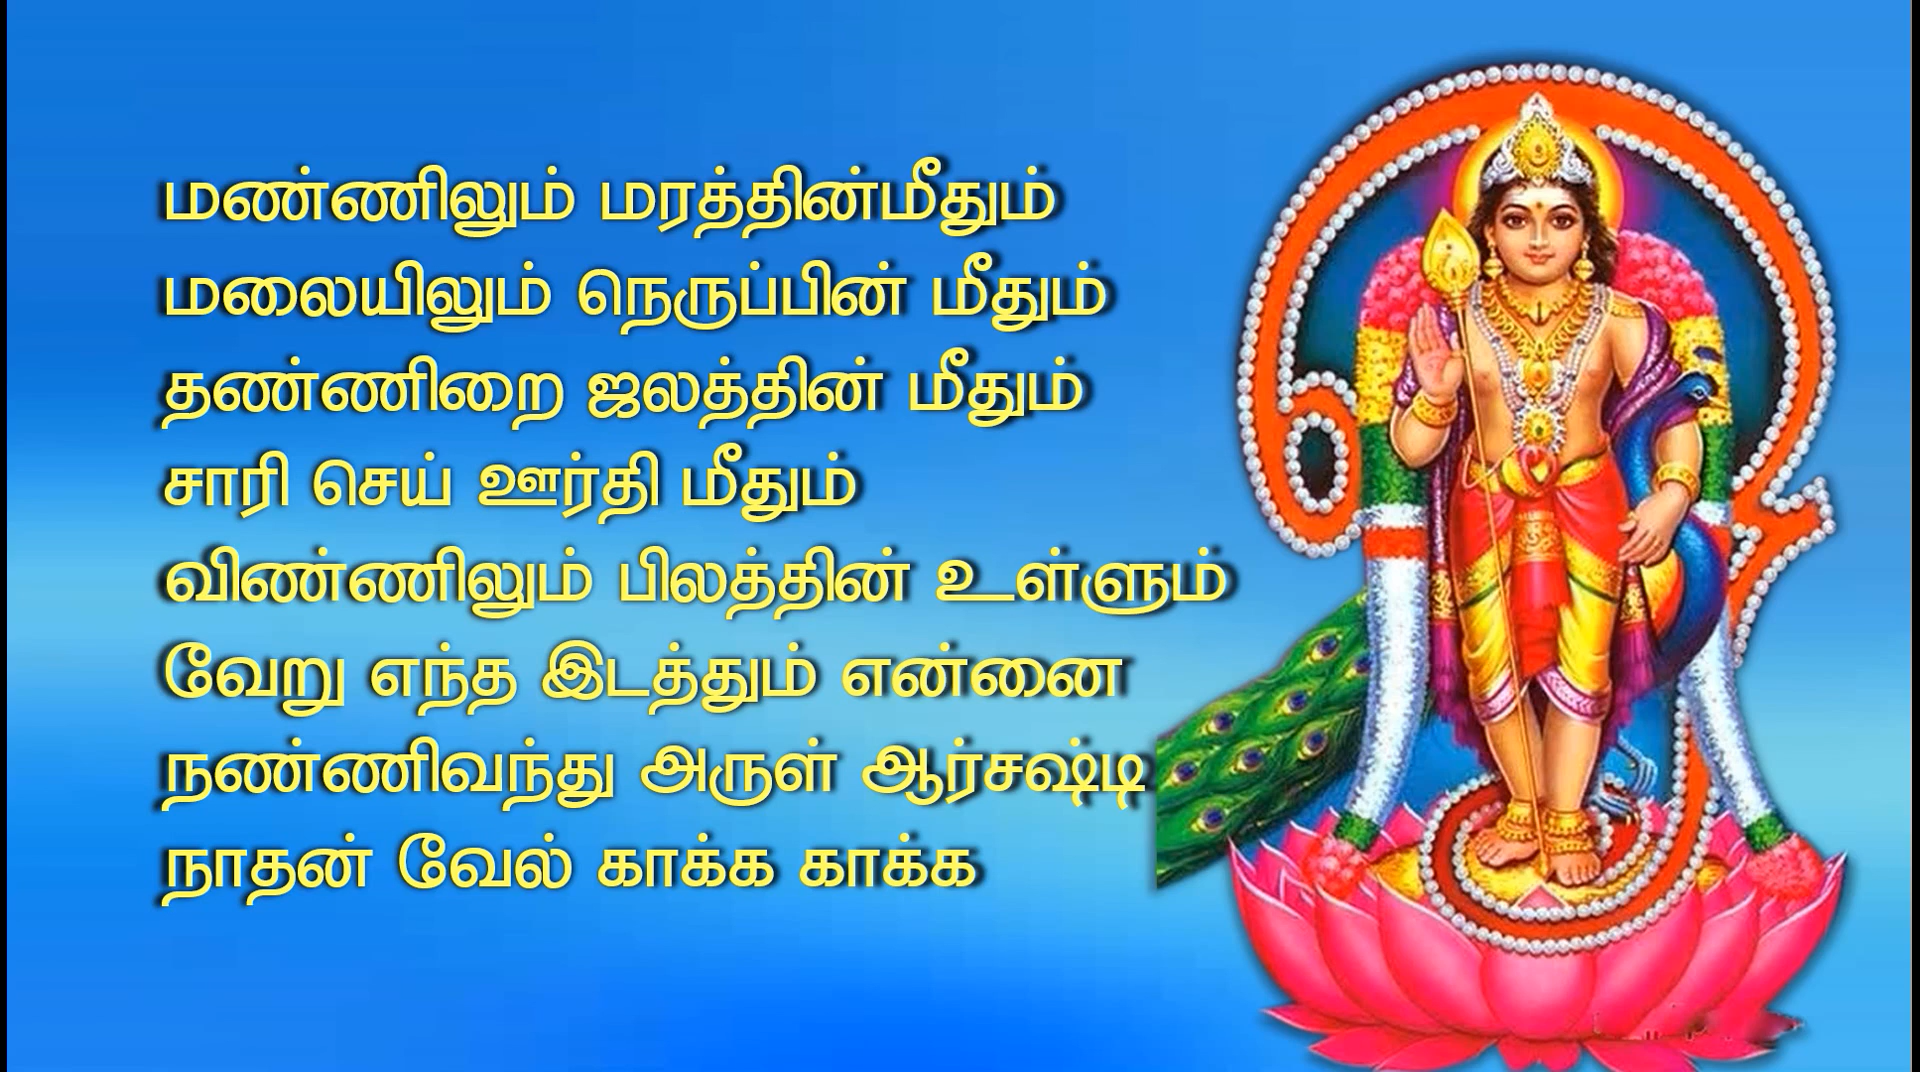 மண்ணிலும் மரத்தின்மீதும்
மலையிலும் நெருப்பின் மீதும்
தண்ணிறை ஜலத்தின் மீதும்
சாரி செய் ஊர்தி மீதும்
விண்ணிலும் பிலத்தின் உள்ளும்
வேறு எந்த இடத்தும் என்னை
நண்ணிவந்து அருள் ஆர்சஷ்டி
நாதன் வேல் காக்க காக்க